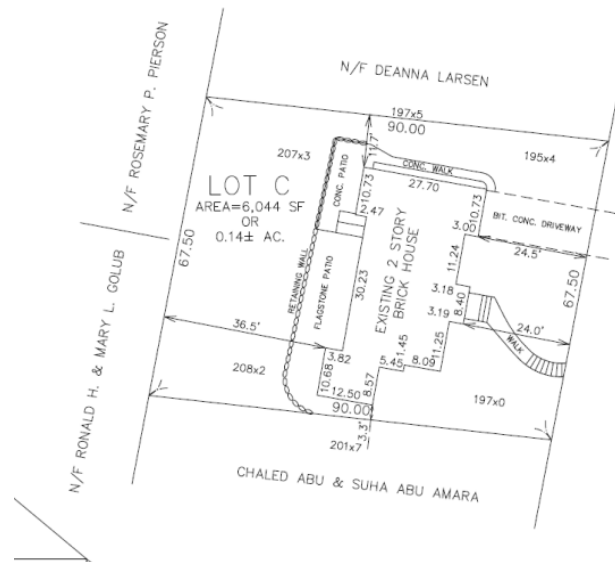 N/F ROSEMARY P. PIERSON
N/F DEANNA LARSEN
197x5
90.00
11.7'
207x3
195x4
CONC. WALK
27.70
LOT C
AREA=6,044 SF
OR
0.14± AC.
CONC. PATIO
10.73
2.47
10.73
3.00
BIT. CONC. DRIVEWAY
24.5'
67.50
67.50
RETAINING WALL
FLAGSTONE PATIO
30.23
EXISTING 2 STORY
BRICK HOUSE
11.24
3.18
8.40
3.19
24.0'
WALK
36.5'
3.82
5.45
1.45
8.09
11.25
208x2
10.68
12.50
8.57
197x0
90.00
3.3'
201x7
N/F RONALD H. & MARY L. GOLUB
CHALED ABU & SUHA ABU AMARA